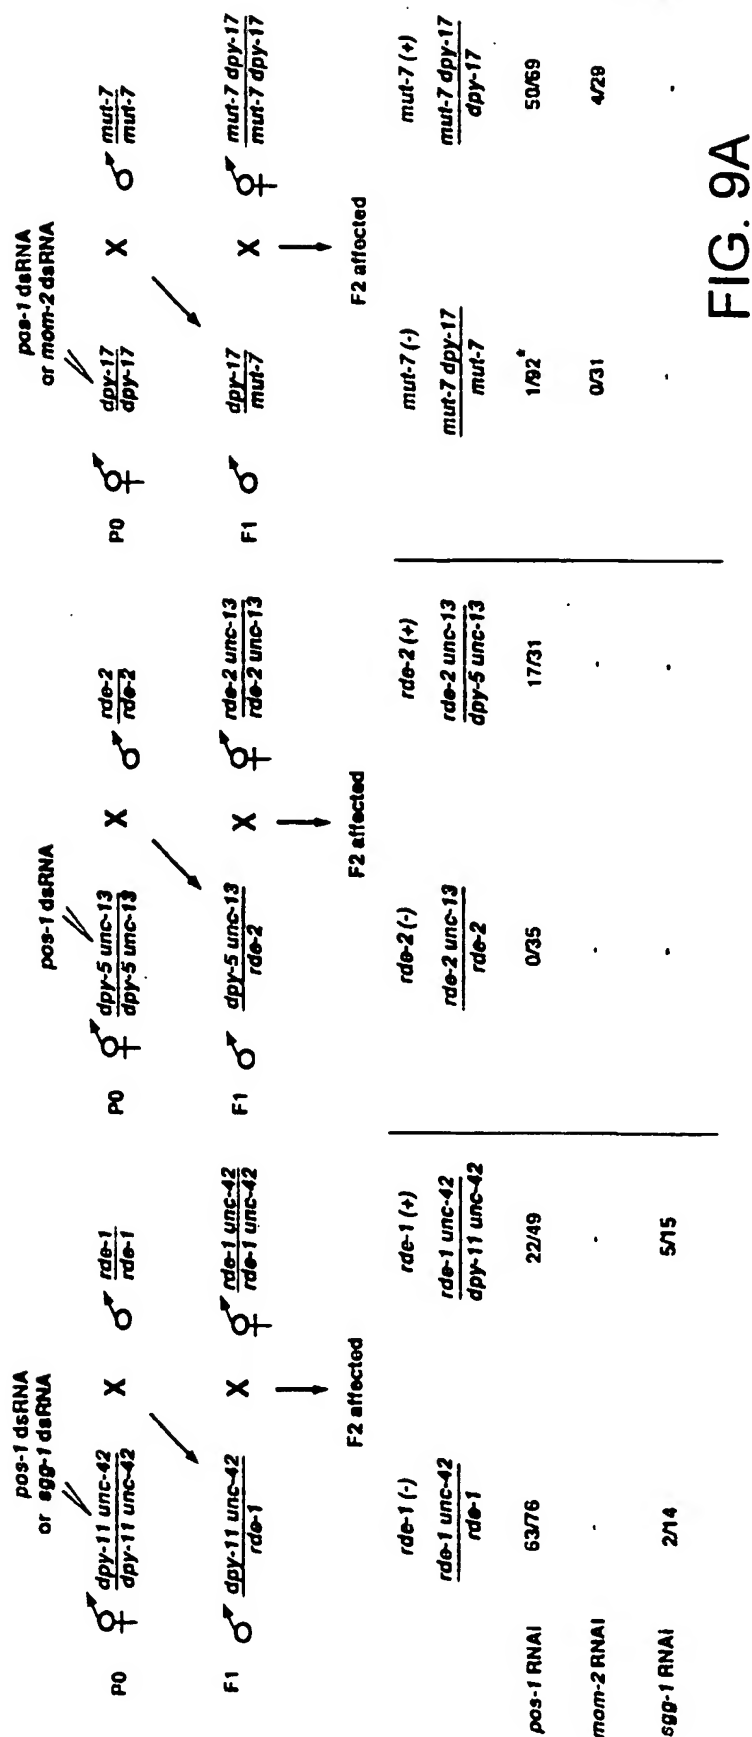 pos-1 dsRNA
or sgg-1 dsRNA
P0 dpy-11 unc-42 X rde-1
dpy-11 unc-42 rde-1
F1 dpy-11 unc-42 X rde-1 unc-42
rde-1 rde-1 unc-42
F2 affected
rde-1 (-) rde-1 (+)
rde-1 unc-42 rde-1 unc-42
rde-1 dpy-11 unc-42
pos-1 RNAi 63/76 22/49
mom-2 RNAi - -
sgg-1 RNAi 2/14 5/15
pos-1 dsRNA
P0 dpy-5 unc-13 X rde-2
dpy-5 unc-13 rde-2
F1 dpy-5 unc-13 X rde-2 unc-13
rde-2 rde-2 unc-13
F2 affected
rde-2 (-) rde-2 (+)
rde-2 unc-13 rde-2 unc-13
rde-2 dpy-5 unc-13
0/35 17/31
- -
- -
pos-1 dsRNA
or mom-2 dsRNA
P0 dpy-17 X mut-7
dpy-17 mut-7
F1 dpy-17 X mut-7 dpy-17
mut-7 mut-7 dpy-17
F2 affected
mut-7 (-) mut-7 (+)
mut-7 dpy-17 mut-7 dpy-17
mut-7 dpy-17
1/92* 50/69
0/31 4/29
- -
FIG. 9A